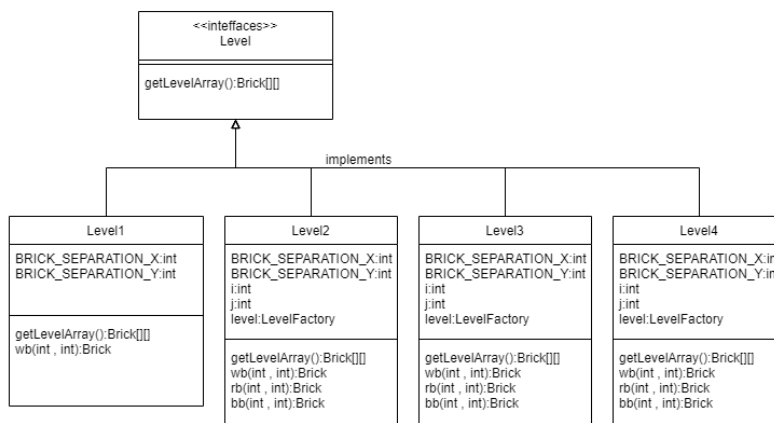 <<inteffaces>>
Level
getLevelArray():Brick[][]
implements
Level1
BRICK_SEPARATION_X:int
BRICK_SEPARATION_Y:int
getLevelArray():Brick[][]
wb(int , int):Brick
Level2
BRICK_SEPARATION_X:int
BRICK_SEPARATION_Y:int
i:int
j:int
level:LevelFactory
getLevelArray():Brick[][]
wb(int , int):Brick
rb(int , int):Brick
bb(int , int):Brick
Level3
BRICK_SEPARATION_X:int
BRICK_SEPARATION_Y:int
i:int
j:int
level:LevelFactory
getLevelArray():Brick[][]
wb(int , int):Brick
rb(int , int):Brick
bb(int , int):Brick
Level4
BRICK_SEPARATION_X:int
BRICK_SEPARATION_Y:int
i:int
j:int
level:LevelFactory
getLevelArray():Brick[][]
wb(int , int):Brick
rb(int , int):Brick
bb(int , int):Brick